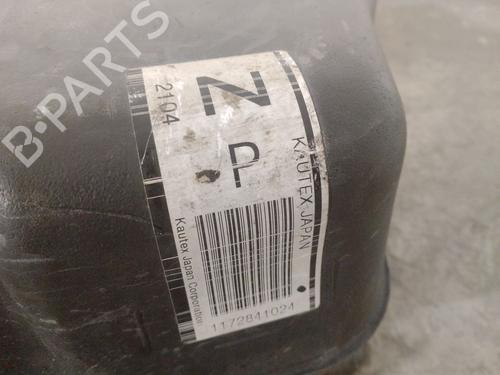 B-PARTS
2104
Z
P
KAUTEX JAPAN
Kautex Japan Corporation
1172841024